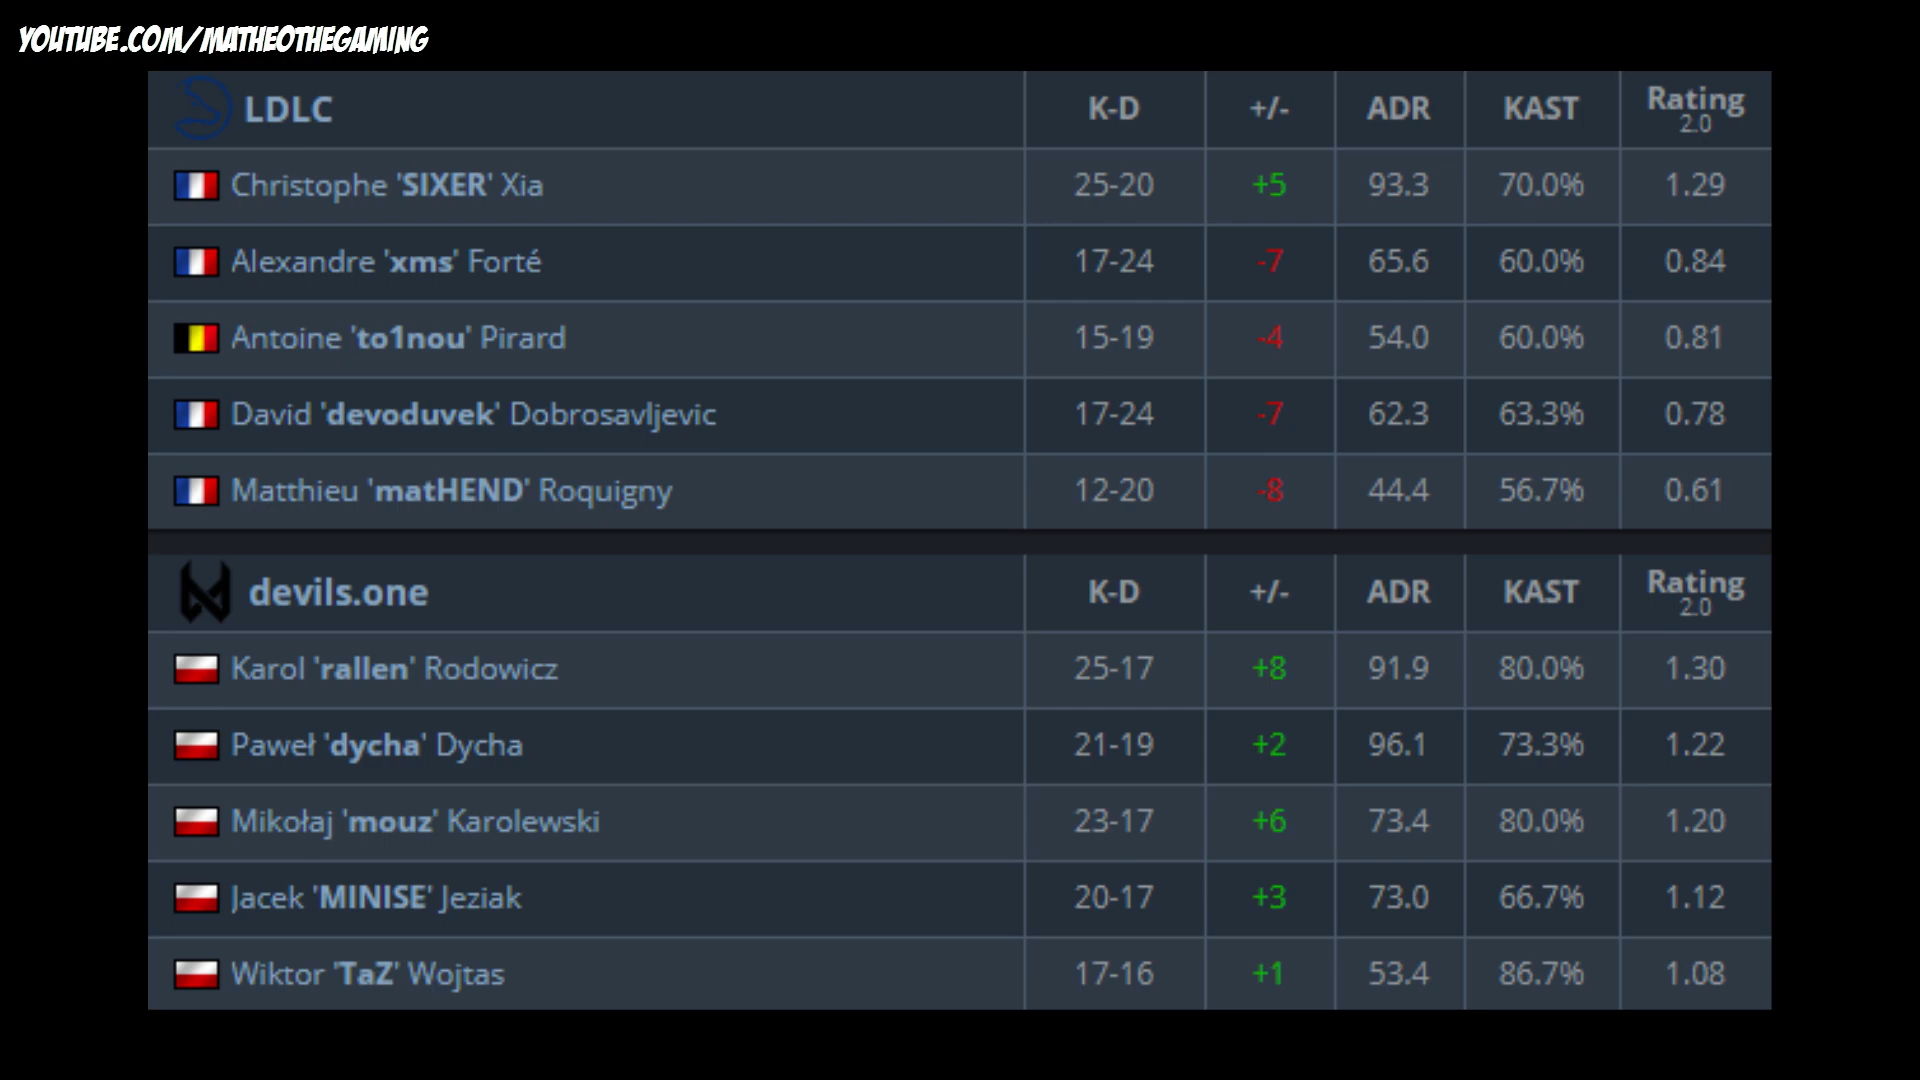 YOUTUBE.COM/MATHEOTHEGAMING
LDLC K-D +/- ADR KAST Rating 2.0
Christophe 'SIXER' Xia 25-20 +5 93.3 70.0% 1.29
Alexandre 'xms' Forté 17-24 -7 65.6 60.0% 0.84
Antoine 'to1nou' Pirard 15-19 -4 54.0 60.0% 0.81
David 'devoduvek' Dobrosavljevic 17-24 -7 62.3 63.3% 0.78
Matthieu 'matHEND' Roquigny 12-20 -8 44.4 56.7% 0.61
devils.one K-D +/- ADR KAST Rating 2.0
Karol 'rallen' Rodowicz 25-17 +8 91.9 80.0% 1.30
Paweł 'dycha' Dycha 21-19 +2 96.1 73.3% 1.22
Mikołaj 'mouz' Karolewski 23-17 +6 73.4 80.0% 1.20
Jacek 'MINISE' Jeziak 20-17 +3 73.0 66.7% 1.12
Wiktor 'TaZ' Wojtas 17-16 +1 53.4 86.7% 1.08